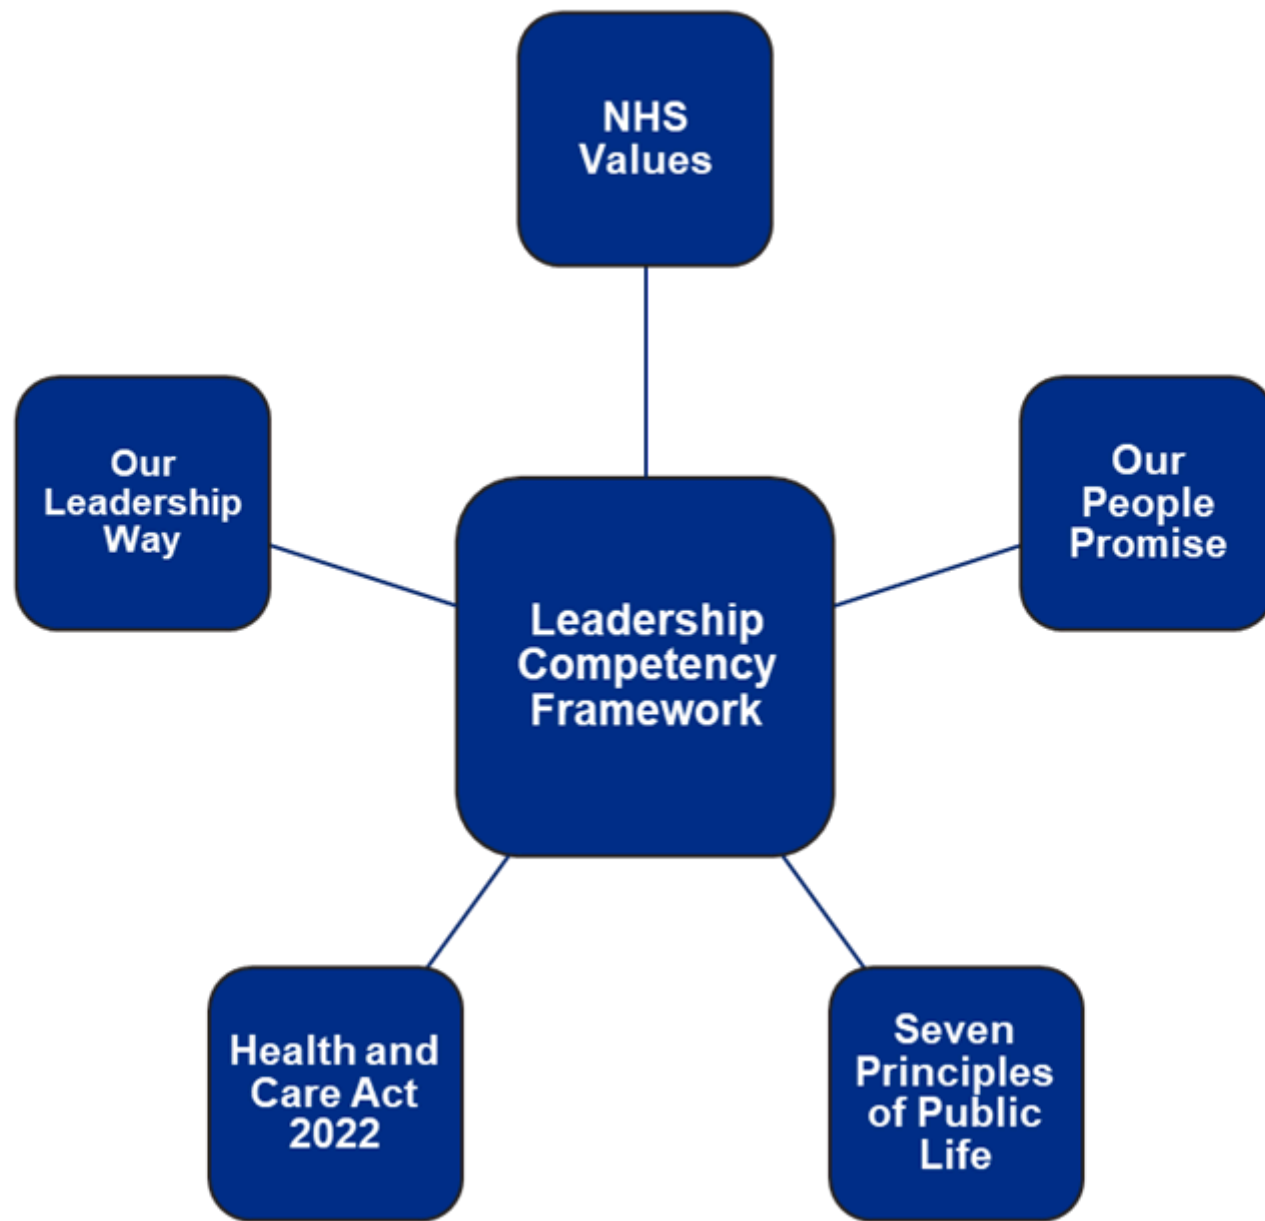 NHS
Values
Our
Leadership
Way
Our
People
Promise
Leadership
Competency
Framework
Health and
Care Act
2022
Seven
Principles
of Public
Life